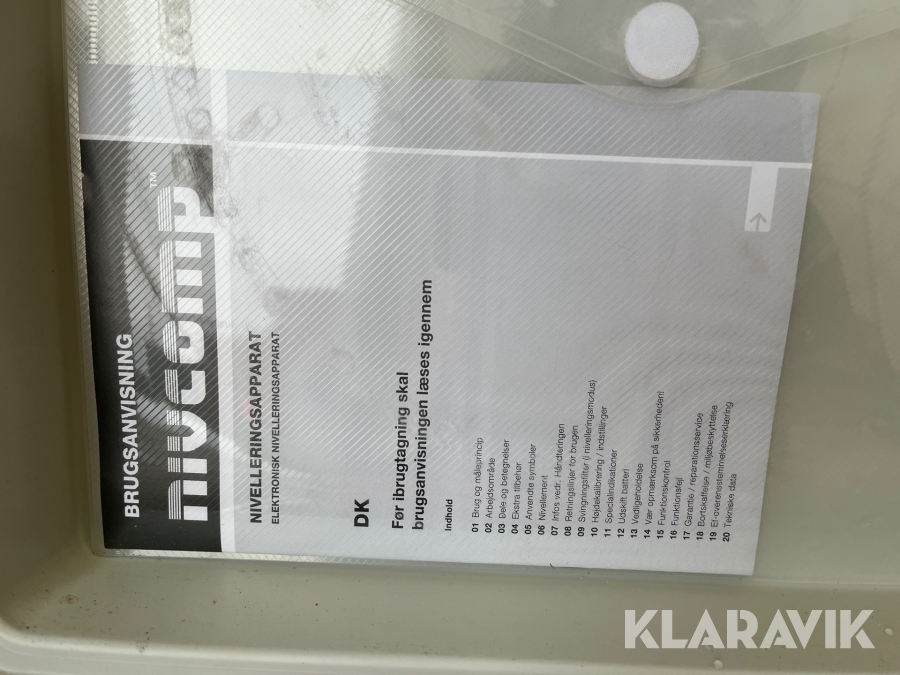 BRUGSANVISNING
nivcomp™
NIVELLERINGSAPPARAT
ELEKTRONISK NIVELLERINGSAPPARAT
DK
Før ibrugtagning skal
brugsanvisningen læses igennem
Indhold
01 Brug og måleprincip
02 Arbejdsområde
03 Dele og betegnelser
04 Ekstra tilbehør
05 Anvendte symboler
06 Nivellement
07 Infos vedr. Håndteringen
08 Retningslinjer for brugen
09 Svingningsfilter (i nivelleringsmodus)
10 Højdekalibrering / indstillinger
11 Specialindikationer
12 Udskift batteri
13 Vedligeholdelse
14 Vær opmærksom på sikkerheden!
15 Funktionskontrol
16 Funktionsfejl
17 Garantie / reperationsservice
18 Bortskaffelse / miljøbeskyttelse
19 Ef-overensstemmelseserklæring
20 Tekniske data
KLARAVIK